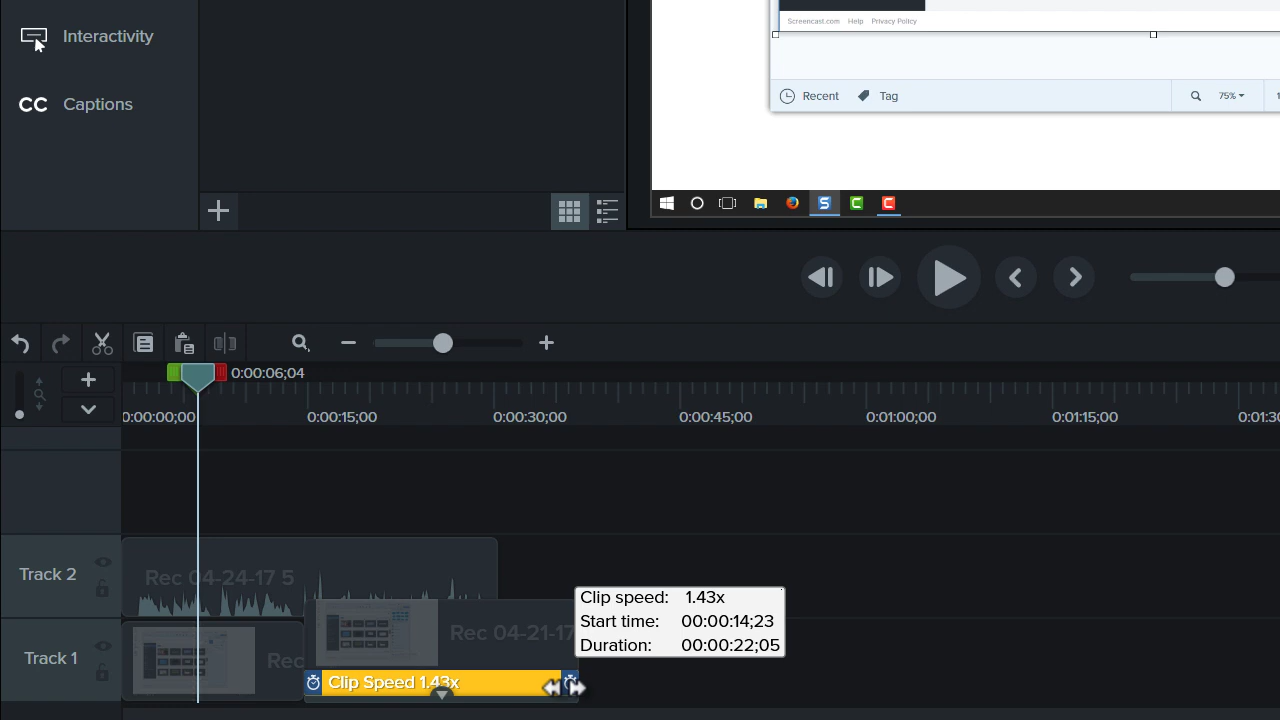 Interactivity
CC Captions
Screencast.com Help Privacy Policy
Recent Tag 75%
0:00:06;04
0:00:00;00 0:00:15;00 0:00:30;00 0:00:45;00 0:01:00;00 0:01:15;00 0:01:30
Track 2
Rec 04-24-17 5
Track 1
Rec
Rec 04-21-17
Clip Speed 1.43x
Clip speed: 1.43x
Start time: 00:00:14;23
Duration: 00:00:22;05